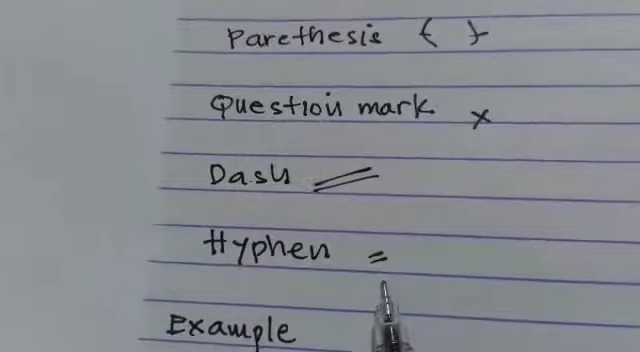 Parethesis { }
Question mark x
Dash =
Hyphen =
Example